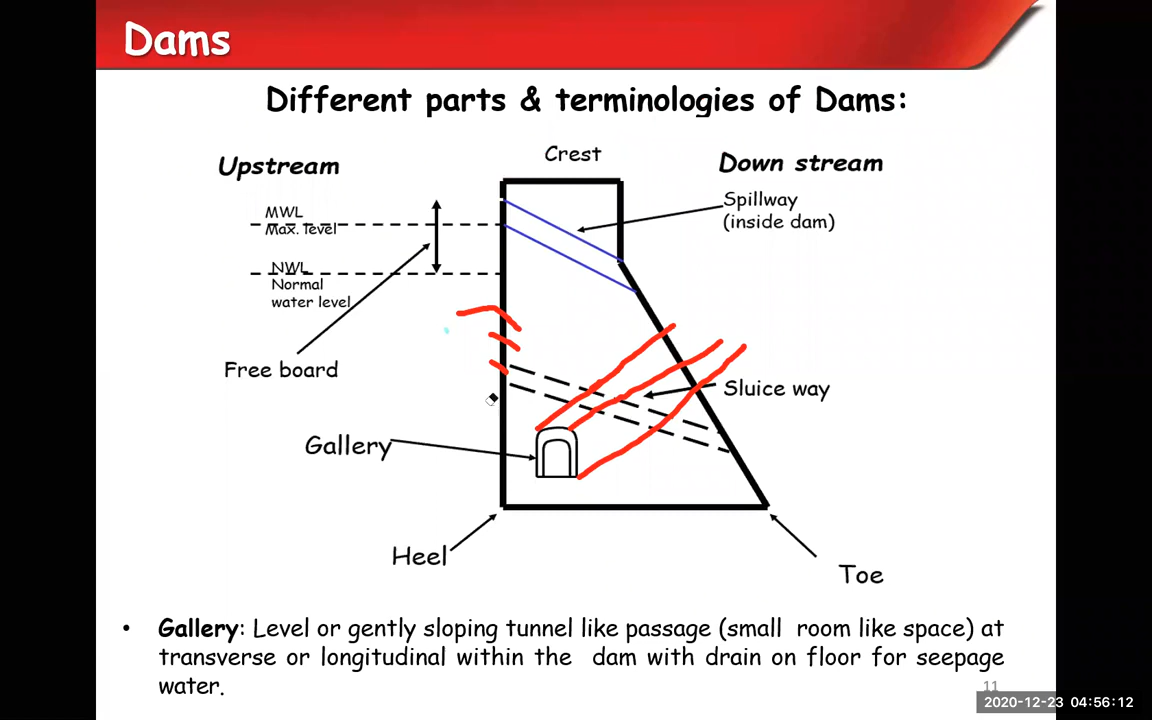 Dams
Different parts & terminologies of Dams:
Crest
Upstream
Down stream
Spillway
(inside dam)
MWL
Max. level
NWL
Normal
water level
Free board
Sluice way
Gallery
Heel
Toe
• Gallery: Level or gently sloping tunnel like passage (small room like space) at
transverse or longitudinal within the dam with drain on floor for seepage
water.
11
2020-12-23 04:56:12